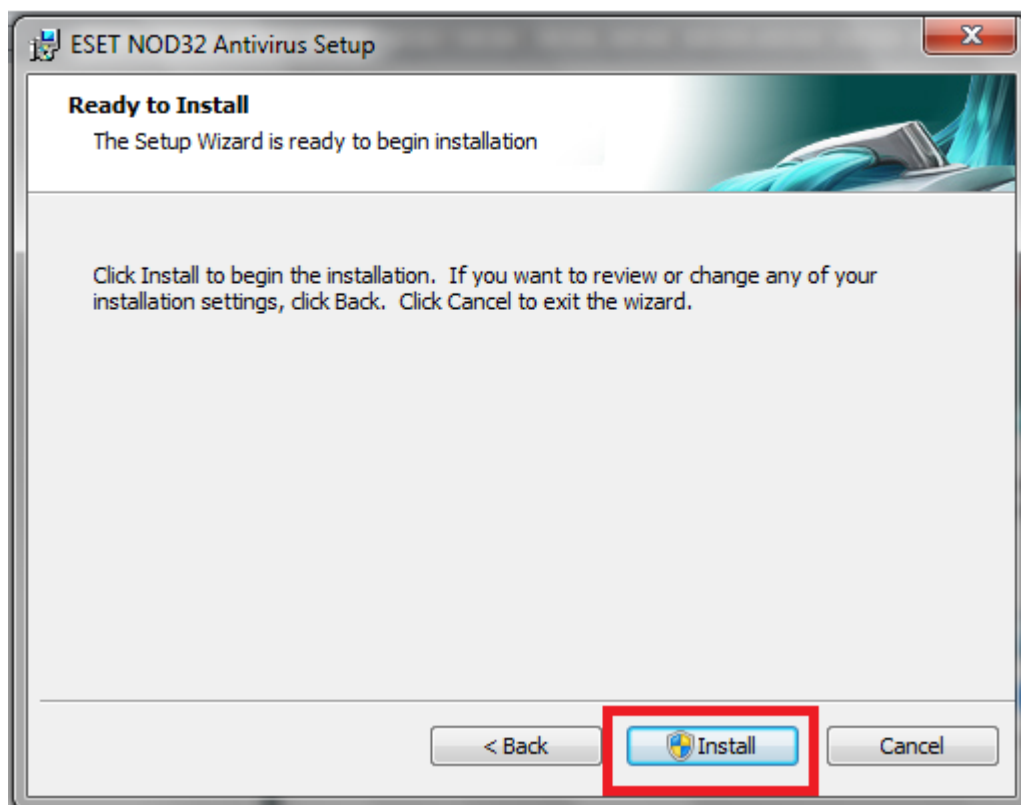 ESET NOD32 Antivirus Setup
Ready to Install
The Setup Wizard is ready to begin installation
Click Install to begin the installation.  If you want to review or change any of your
installation settings, click Back.  Click Cancel to exit the wizard.
< Back Install Cancel